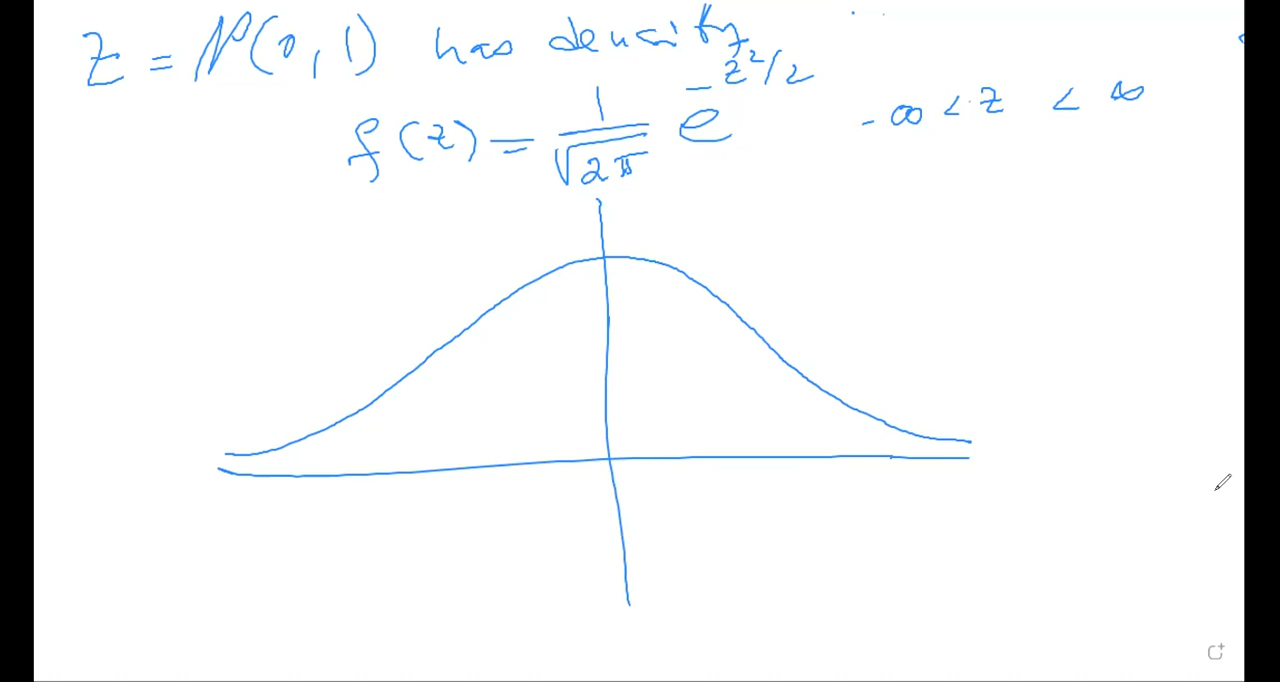 Z = N(0, 1) has density
f(z) = 1/√2π e^-z²/2 -∞ < z < ∞